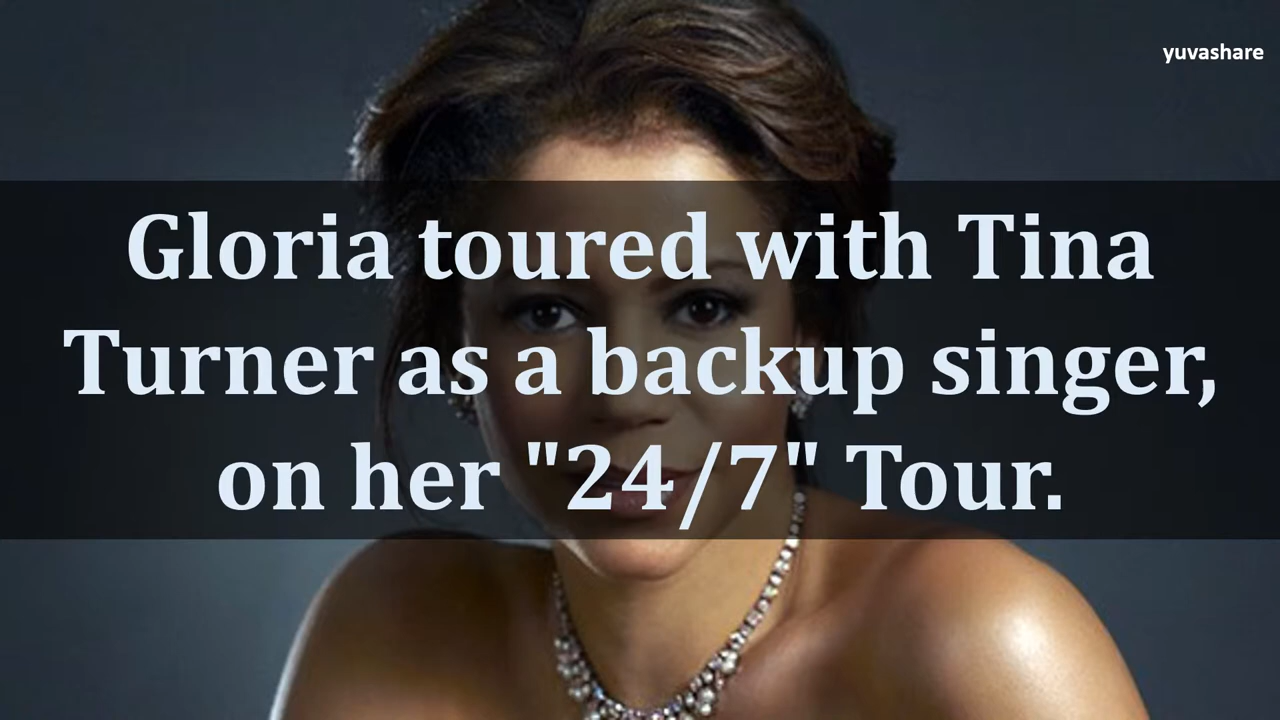 yuvashare
Gloria toured with Tina
Turner as a backup singer,
on her "24/7" Tour.